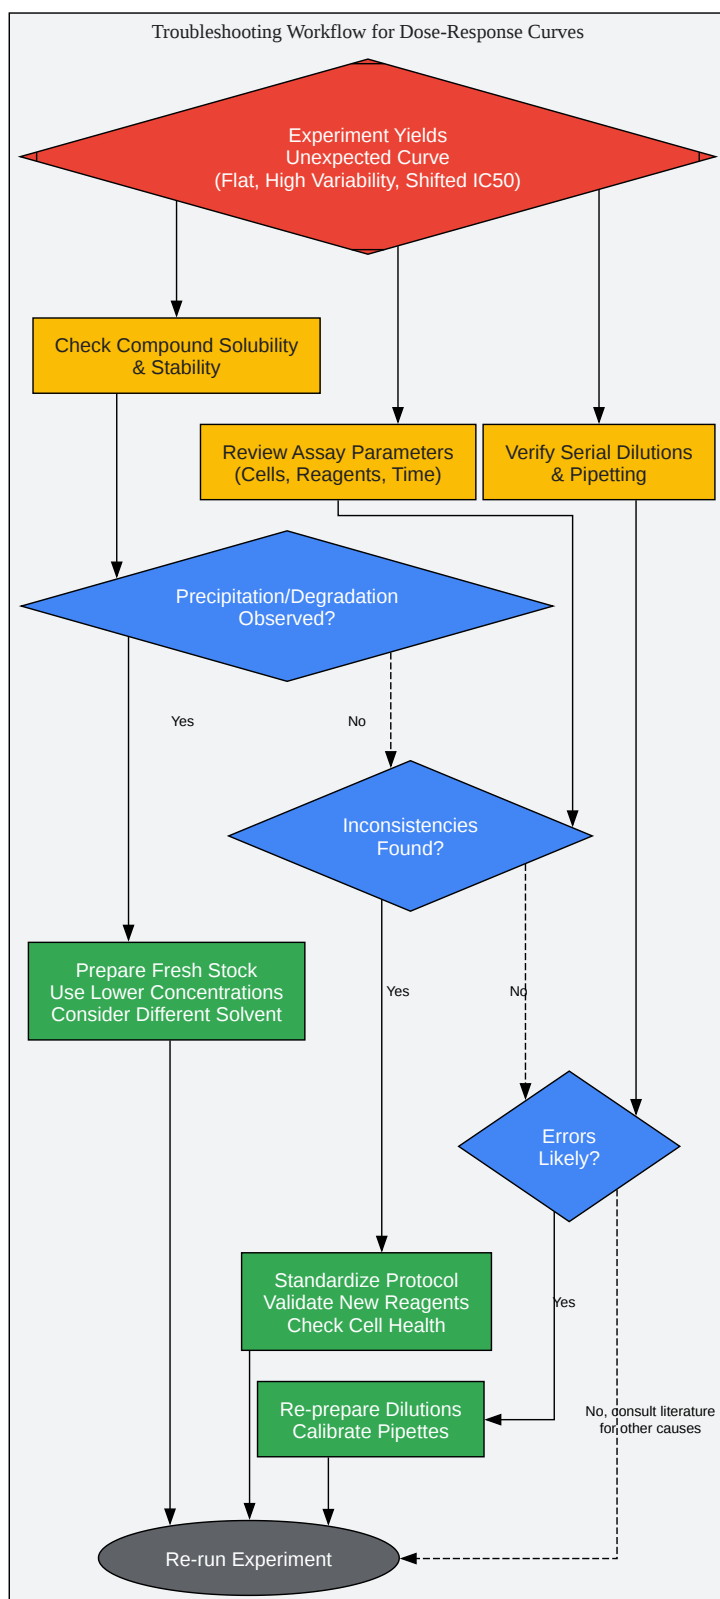 Troubleshooting Workflow for Dose-Response Curves
Experiment Yields
Unexpected Curve
(Flat, High Variability, Shifted IC50)
Check Compound Solubility
& Stability
Review Assay Parameters
(Cells, Reagents, Time)
Verify Serial Dilutions
& Pipetting
Precipitation/Degradation
Observed?
Yes
No
Inconsistencies
Found?
Prepare Fresh Stock
Use Lower Concentrations
Consider Different Solvent
Yes
No
Errors
Likely?
Standardize Protocol
Validate New Reagents
Check Cell Health
Yes
Re-prepare Dilutions
Calibrate Pipettes
No, consult literature
for other causes
Re-run Experiment